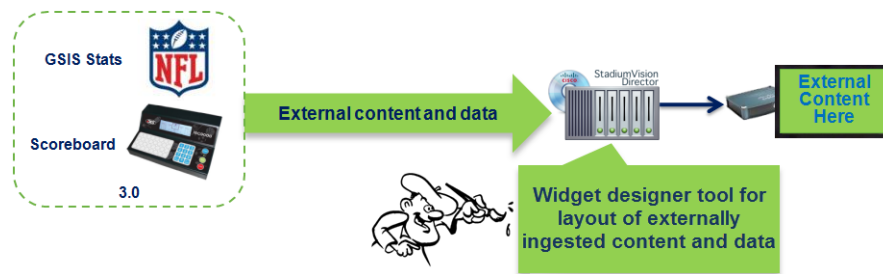 GSIS Stats
NFL
Scoreboard
3.0
External content and data
StadiumVision
Director
External
Content
Here
Widget designer tool for
layout of externally
ingested content and data